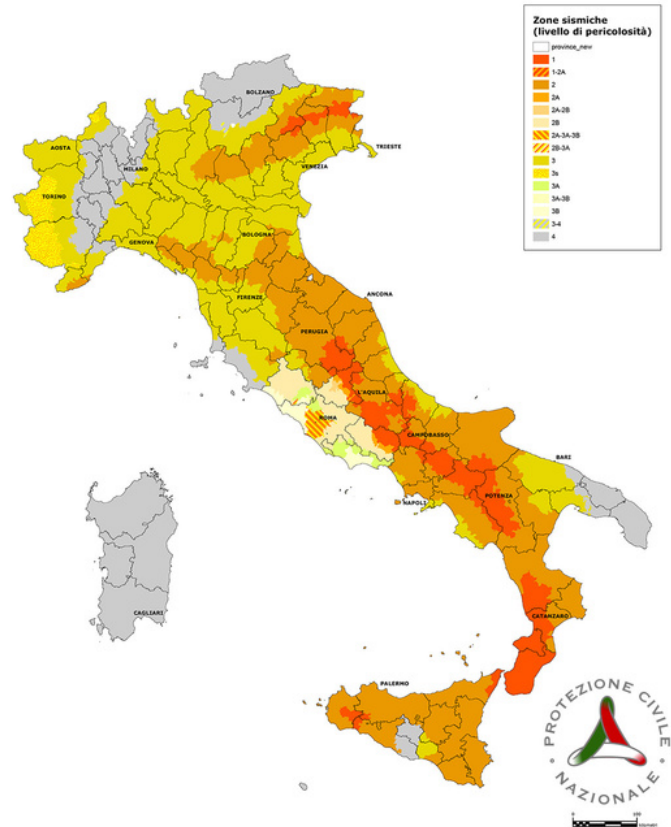 Zone sismiche
(livello di pericolosità)
province_new
1
1-2A
2
2A
2A-2B
2B
2A-3A-3B
2B-3A
3
3s
3A
3A-3B
3B
3-4
4
BOLZANO
AOSTA
MILANO
TRIESTE
VENEZIA
TORINO
GENOVA
BOLOGNA
FIRENZE
ANCONA
PERUGIA
L'AQUILA
ROMA
CAMPOBASSO
BARI
NAPOLI
POTENZA
CAGLIARI
CATANZARO
PALERMO
PROTEZIONE CIVILE
NAZIONALE